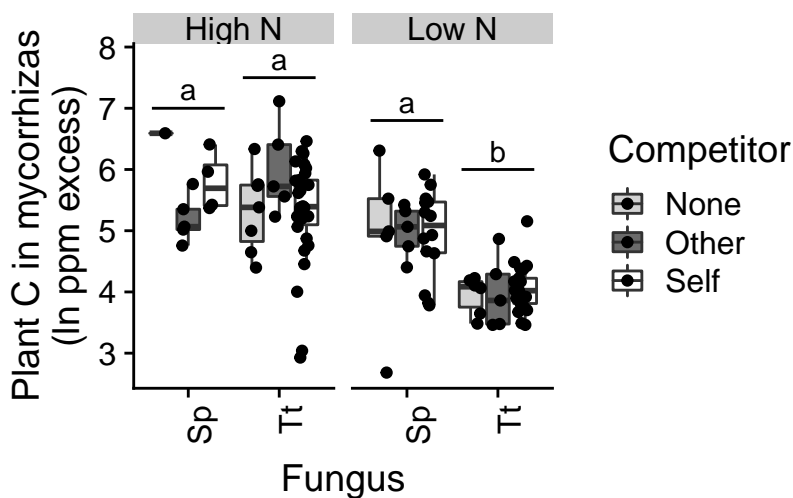 High N
Low N
8
7
6
5
4
3
a
a
a
b
Plant C in mycorrhizas
(ln ppm excess)
Sp
Tt
Sp
Tt
Fungus
Competitor
None
Other
Self